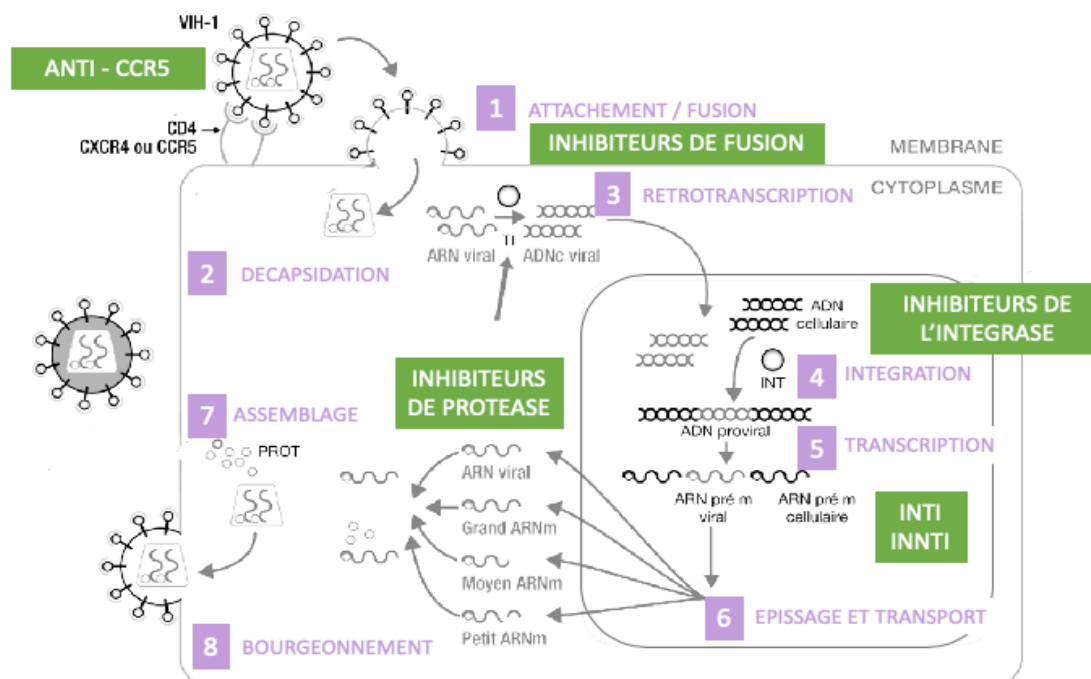 VIH-1
ANTI - CCR5
CD4
CXCR4 ou CCR5
1 ATTACHEMENT / FUSION
INHIBITEURS DE FUSION
MEMBRANE
CYTOPLASME
3 RETROTRANSCRIPTION
ARN viral
ADNc viral
2 DECAPSIDATION
ADN
cellulaire
INHIBITEURS DE
L'INTEGRASE
INT
4 INTEGRATION
INHIBITEURS
DE PROTEASE
7 ASSEMBLAGE
PROT
ADN proviral
5 TRANSCRIPTION
ARN viral
ARN pré m
viral
ARN pré m
cellulaire
INTI
INNTI
Grand ARNm
Moyen ARNm
Petit ARNm
6 EPISSAGE ET TRANSPORT
8 BOURGEONNEMENT